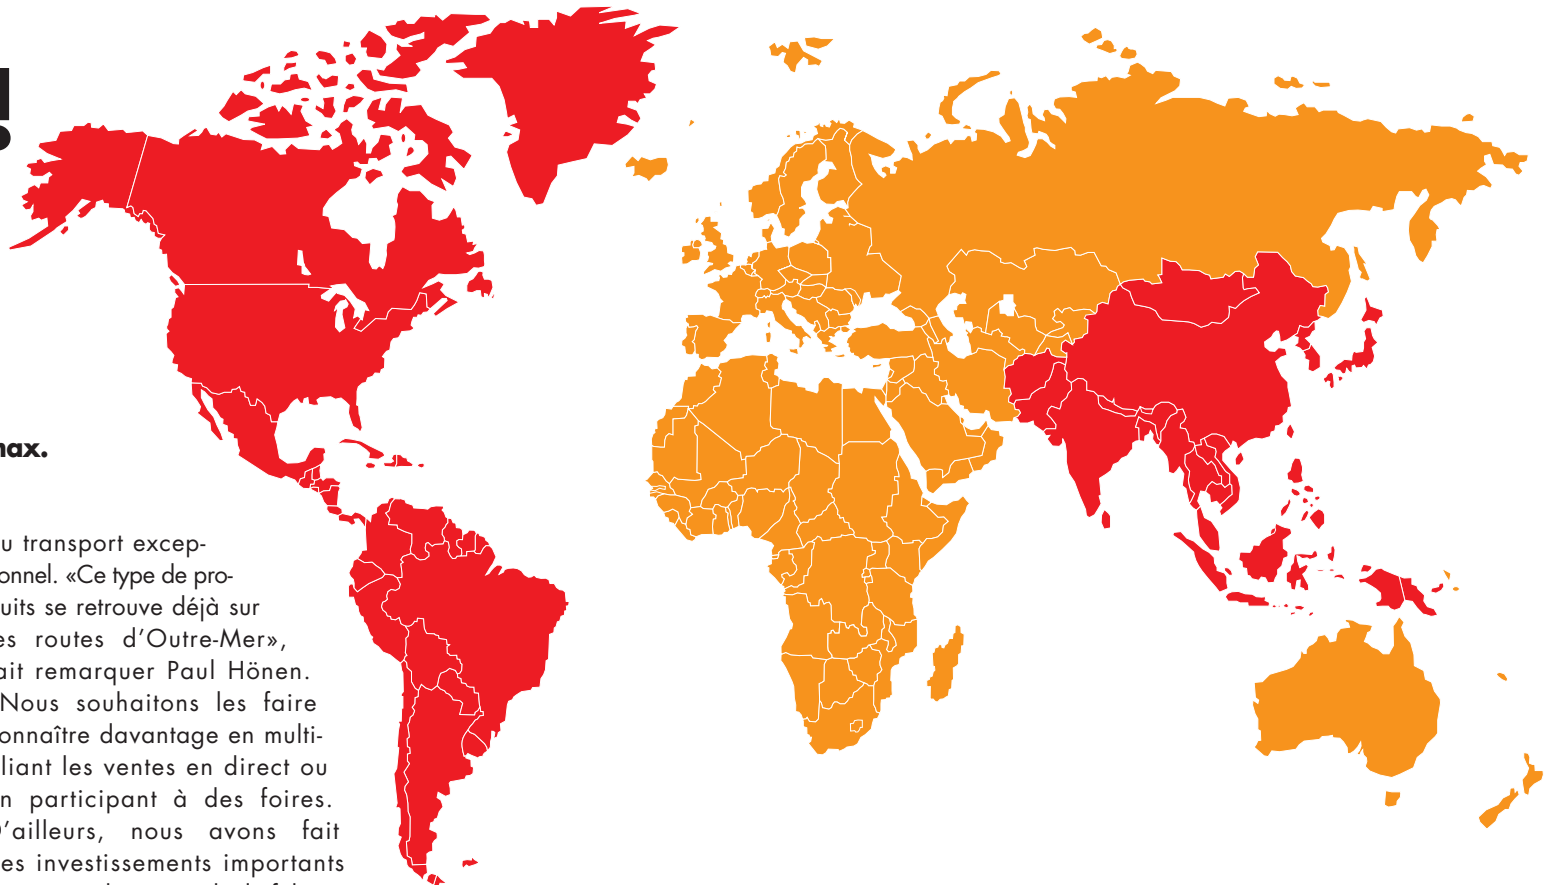 !
max.
u transport excep-
onnel. «Ce type de pro-
uits se retrouve déjà sur
es routes d'Outre-Mer»,
ait remarquer Paul Hönen.
Nous souhaitons les faire
onnaître davantage en multi-
liant les ventes en direct ou
n participant à des foires.
'ailleurs, nous avons fait
es investissements importants